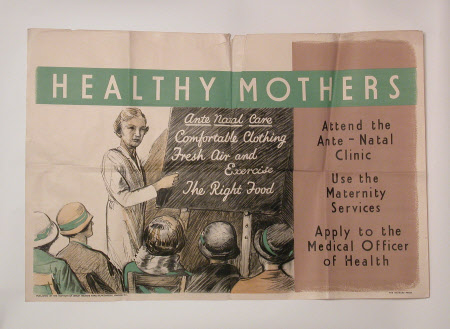 HEALTHY MOTHERS
Ante Natal Care
Comfortable Clothing
Fresh Air and
Exercise
The Right Food
Attend the
Ante - Natal
Clinic
Use the
Maternity
Services
Apply to the
Medical Officer
of Health